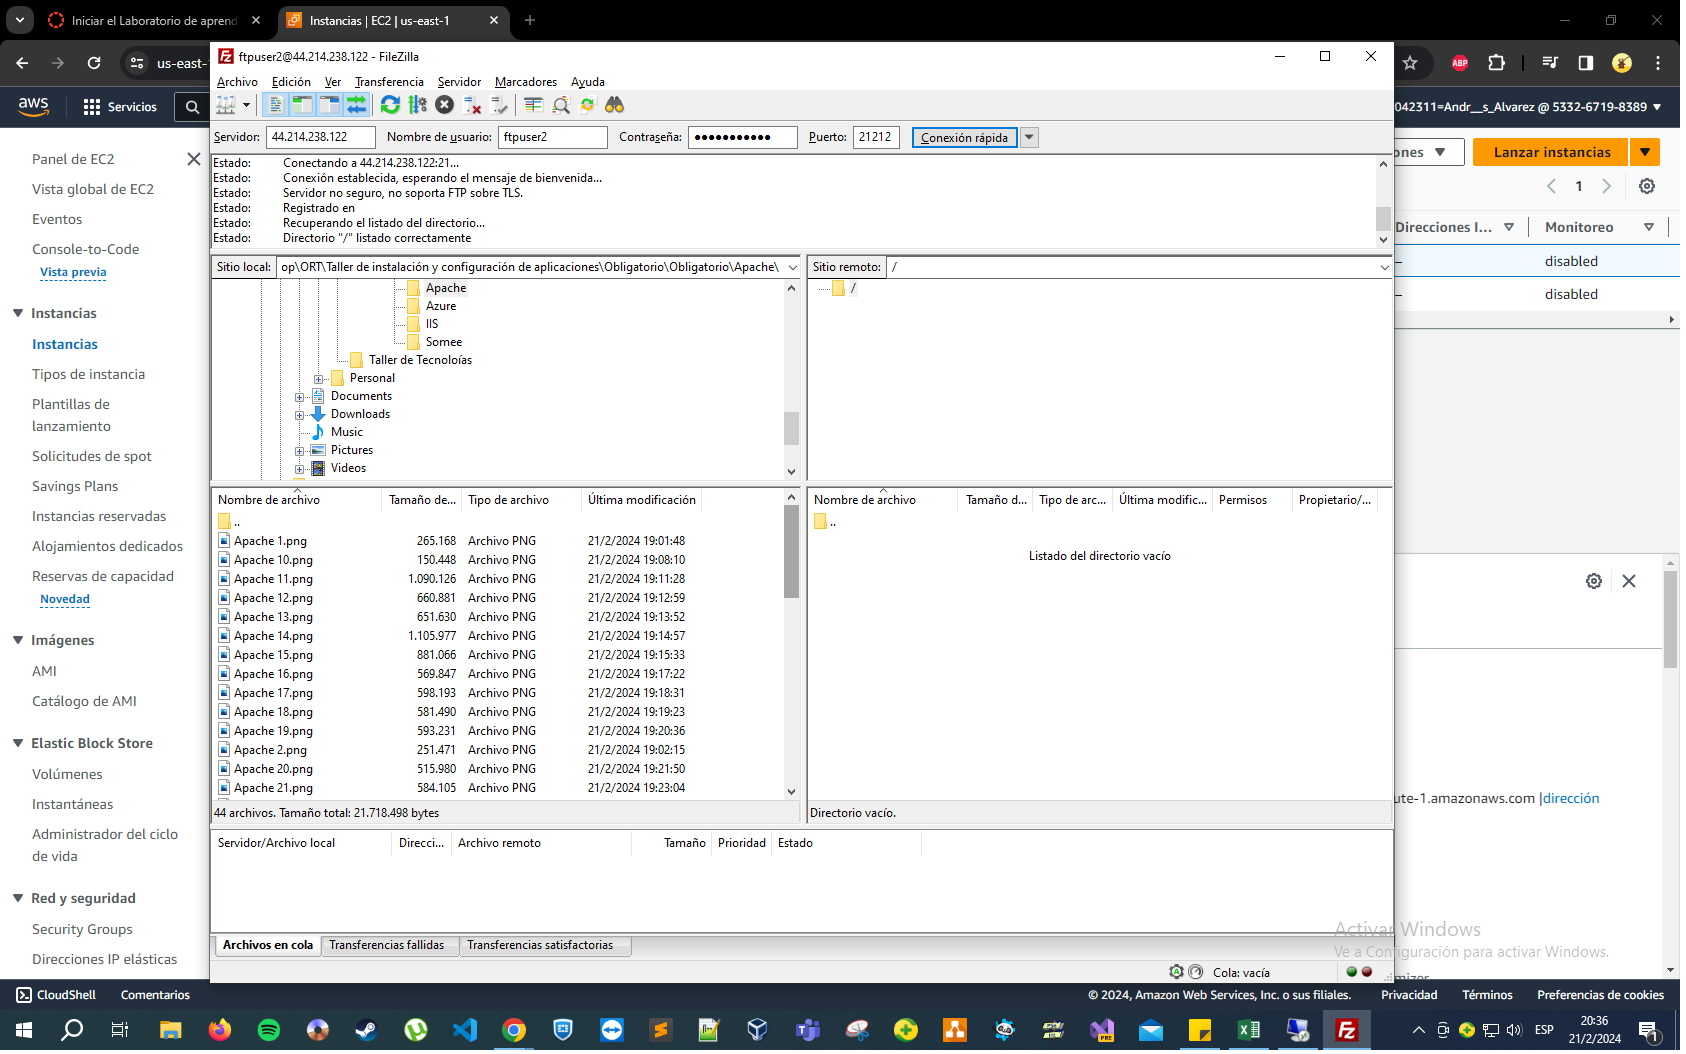 Iniciar el Laboratorio de aprend
Instancias | EC2 | us-east-1
us-east-
ABP
aws
Servicios
042311=Andr__s_Alvarez @ 5332-6719-8389
ftpuser2@44.214.238.122 - FileZilla
Archivo Edición Ver Transferencia Servidor Marcadores Ayuda
Servidor: 44.214.238.122 Nombre de usuario: ftpuser2 Contraseña: ●●●●●●●●●●● Puerto: 21212 Conexión rápida
Estado: Conectando a 44.214.238.122:21...
Estado: Conexión establecida, esperando el mensaje de bienvenida...
Estado: Servidor no seguro, no soporta FTP sobre TLS.
Estado: Registrado en
Estado: Recuperando el listado del directorio...
Estado: Directorio "/" listado correctamente
Sitio local: op\ORT\Taller de instalación y configuración de aplicaciones\Obligatorio\Obligatorio\Apache\
Apache
Azure
IIS
Somee
Taller de Tecnoloías
Personal
Documents
Downloads
Music
Pictures
Videos
Sitio remoto: /
/
Nombre de archivo Tamaño de... Tipo de archivo Última modificación
..
Apache 1.png 265.168 Archivo PNG 21/2/2024 19:01:48
Apache 10.png 150.448 Archivo PNG 21/2/2024 19:08:10
Apache 11.png 1.090.126 Archivo PNG 21/2/2024 19:11:28
Apache 12.png 660.881 Archivo PNG 21/2/2024 19:12:59
Apache 13.png 651.630 Archivo PNG 21/2/2024 19:13:52
Apache 14.png 1.105.977 Archivo PNG 21/2/2024 19:14:57
Apache 15.png 881.066 Archivo PNG 21/2/2024 19:15:33
Apache 16.png 569.847 Archivo PNG 21/2/2024 19:17:22
Apache 17.png 598.193 Archivo PNG 21/2/2024 19:18:31
Apache 18.png 581.490 Archivo PNG 21/2/2024 19:19:23
Apache 19.png 593.231 Archivo PNG 21/2/2024 19:20:36
Apache 2.png 251.471 Archivo PNG 21/2/2024 19:02:15
Apache 20.png 515.980 Archivo PNG 21/2/2024 19:21:50
Apache 21.png 584.105 Archivo PNG 21/2/2024 19:23:04
44 archivos. Tamaño total: 21.718.498 bytes
Nombre de archivo Tamaño d... Tipo de arc... Última modific... Permisos Propietario/...
..
Listado del directorio vacío
Directorio vacío.
Servidor/Archivo local Direcci... Archivo remoto Tamaño Prioridad Estado
Archivos en cola Transferencias fallidas Transferencias satisfactorias
Cola: vacía
Panel de EC2
Vista global de EC2
Eventos
Console-to-Code
Vista previa
Instancias
Instancias
Tipos de instancia
Plantillas de
lanzamiento
Solicitudes de spot
Savings Plans
Instancias reservadas
Alojamientos dedicados
Reservas de capacidad
Novedad
Imágenes
AMI
Catálogo de AMI
Elastic Block Store
Volúmenes
Instantáneas
Administrador del ciclo
de vida
Red y seguridad
Security Groups
Direcciones IP elásticas
ones
Lanzar instancias
1
Direcciones I... Monitoreo
– disabled
– disabled
ute-1.amazonaws.com |dirección
Activar Windows
Ve a Configuración para activar Windows.
mizer
CloudShell Comentarios
© 2024, Amazon Web Services, Inc. o sus filiales. Privacidad Términos Preferencias de cookies
ESP
20:36
21/2/2024
1